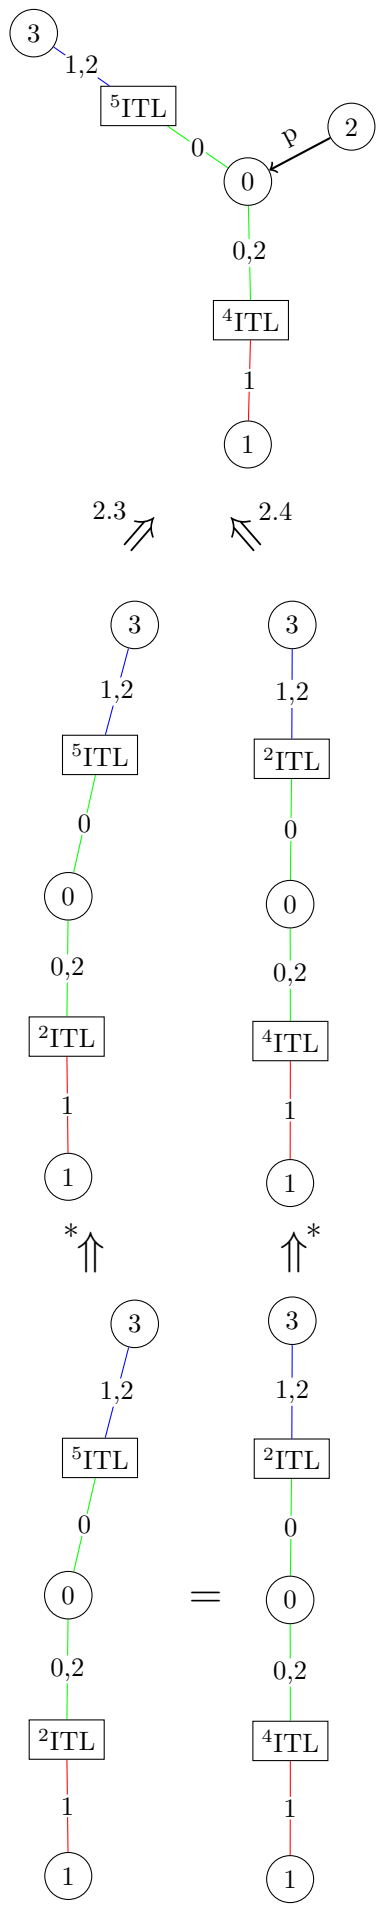 3
1,2
⁵ITL
2
p
0
0
0,2
⁴ITL
1
1
2.3 2.4
3 3
1,2 1,2
⁵ITL ²ITL
0 0
0 0
0,2 0,2
²ITL ⁴ITL
1 1
1 1
* *
3 3
1,2 1,2
⁵ITL ²ITL
0 0
0 = 0
0,2 0,2
²ITL ⁴ITL
1 1
1 1